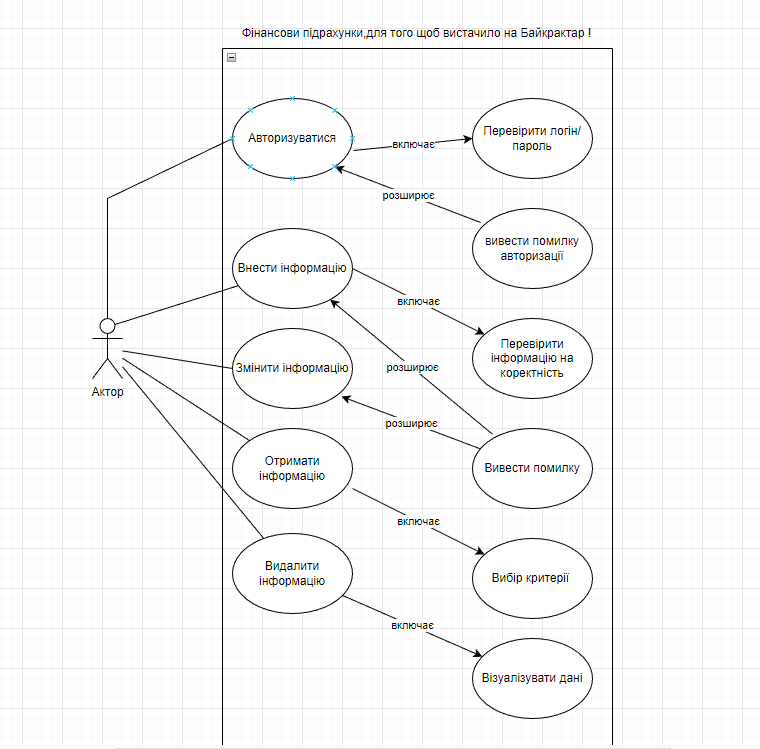 Фінансови підрахунки,для того щоб вистачило на Байкрактар !
Авторизуватися
включає
Перевірити логін/
пароль
розширює
вивести помилку
авторизації
Внести інформацію
включає
Перевірити
інформацію на
коректність
Змінити інформацію
розширює
Актор
розширює
Отримати
інформацію
Вивести помилку
включає
Видалити
інформацію
Вибір критерії
включає
Візуалізувати дані